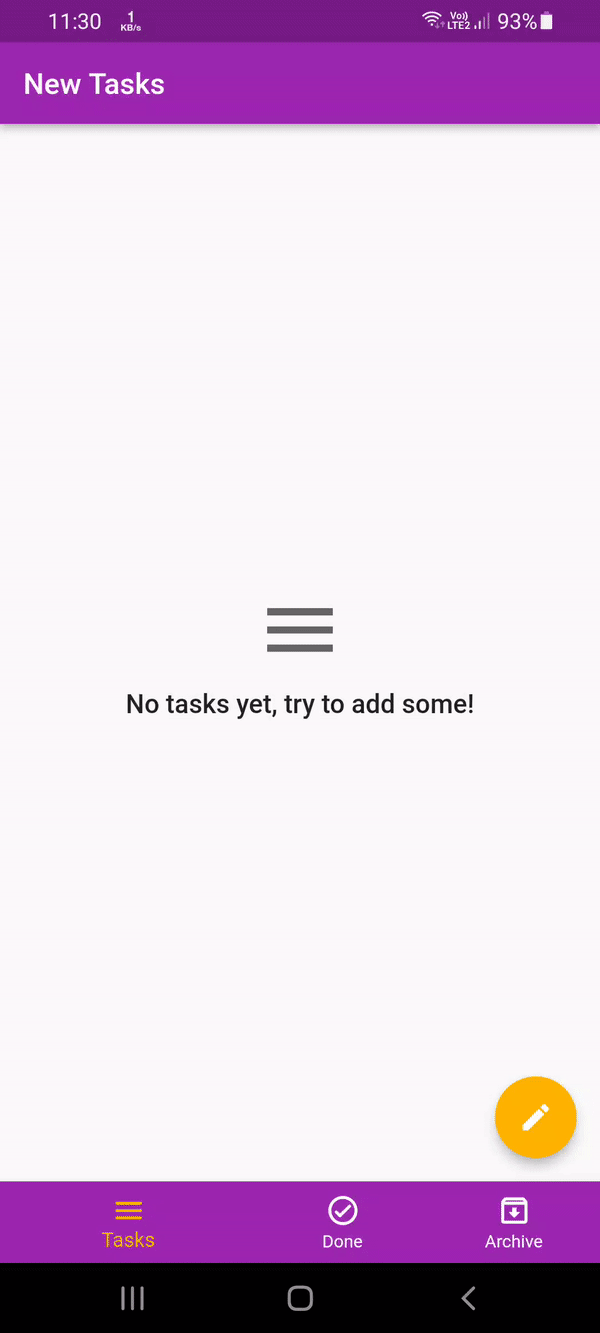 11:30 1 KB/s Vo)) LTE2 93%
New Tasks
No tasks yet, try to add some!
Tasks Done Archive